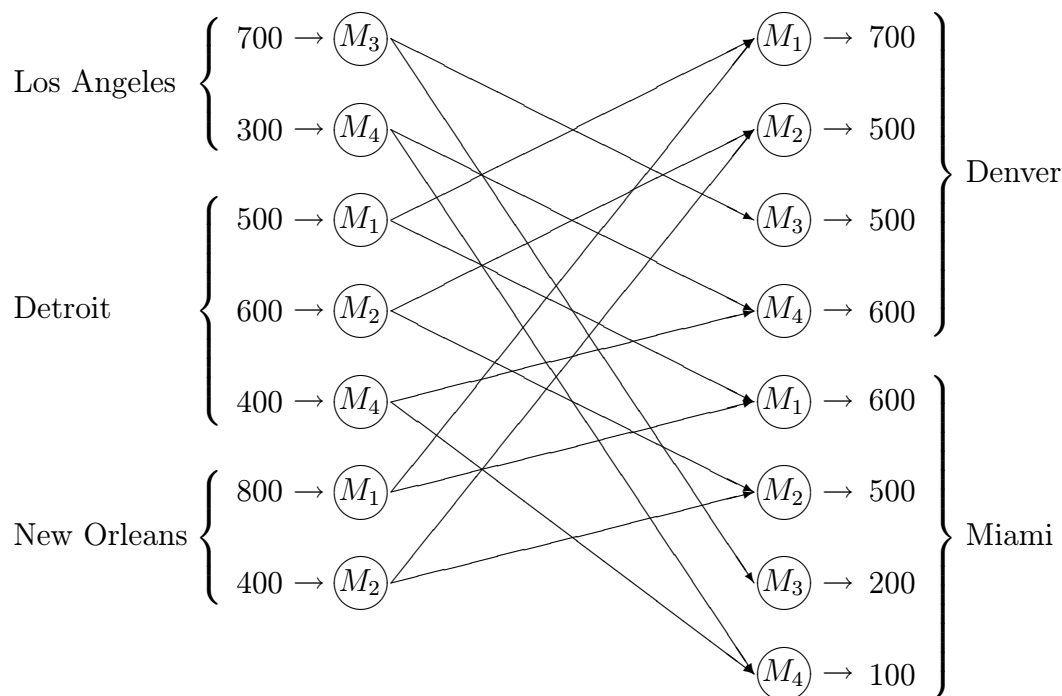 700 → M₃
M₁ → 700
Los Angeles
300 → M₄
M₂ → 500
Denver
500 → M₁
M₃ → 500
Detroit
600 → M₂
M₄ → 600
400 → M₄
M₁ → 600
800 → M₁
M₂ → 500
New Orleans
Miami
400 → M₂
M₃ → 200
M₄ → 100